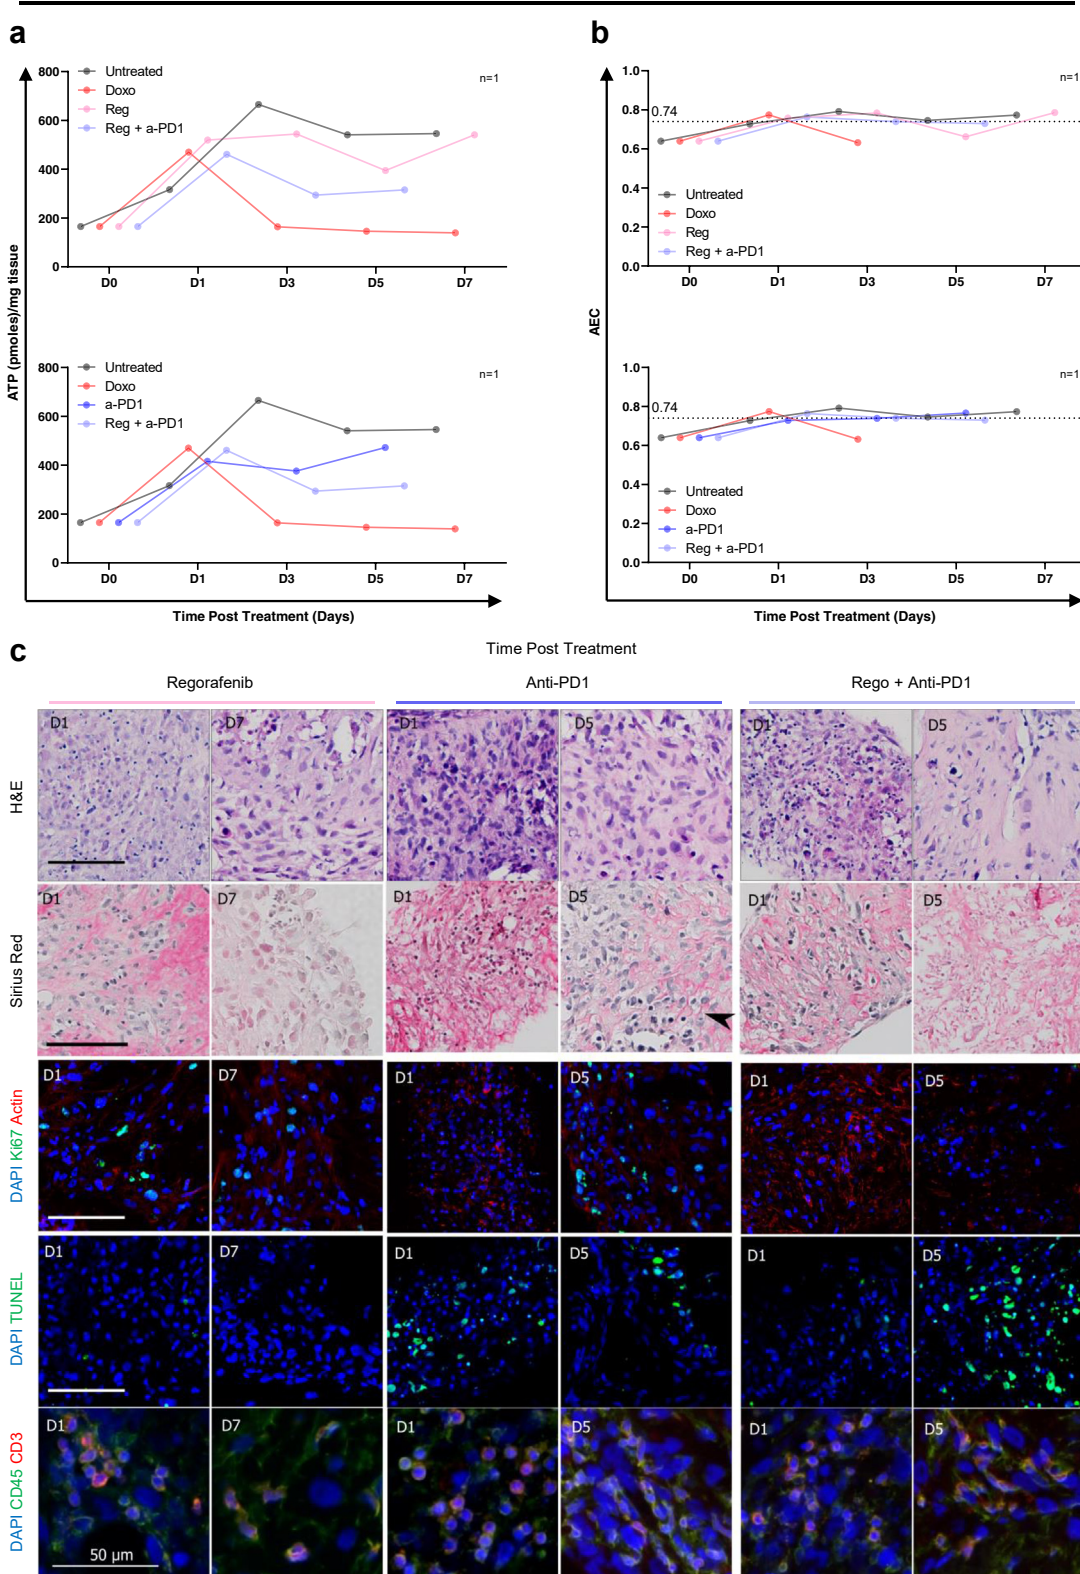 a
b
ATP (pmoles)/mg tissue
800
600
400
200
0
Untreated
Doxo
Reg
Reg + a-PD1
n=1
D0 D1 D3 D5 D7
800
600
400
200
0
Untreated
Doxo
a-PD1
Reg + a-PD1
n=1
D0 D1 D3 D5 D7
Time Post Treatment (Days)
AEC
1.0
0.8
0.6
0.4
0.2
0.0
0.74
n=1
Untreated
Doxo
Reg
Reg + a-PD1
D0 D1 D3 D5 D7
1.0
0.8
0.6
0.4
0.2
0.0
0.74
n=1
Untreated
Doxo
a-PD1
Reg + a-PD1
D0 D1 D3 D5 D7
Time Post Treatment (Days)
c
Time Post Treatment
Regorafenib Anti-PD1 Rego + Anti-PD1
H&E
D1 D7 D1 D5 D1 D5
Sirius Red
D1 D7 D1 D5 D1 D5
DAPI Ki67 Actin
D1 D7 D1 D5 D1 D5
DAPI TUNEL
D1 D7 D1 D5 D1 D5
DAPI CD45 CD3
D1 D7 D1 D5 D1 D5
50 µm